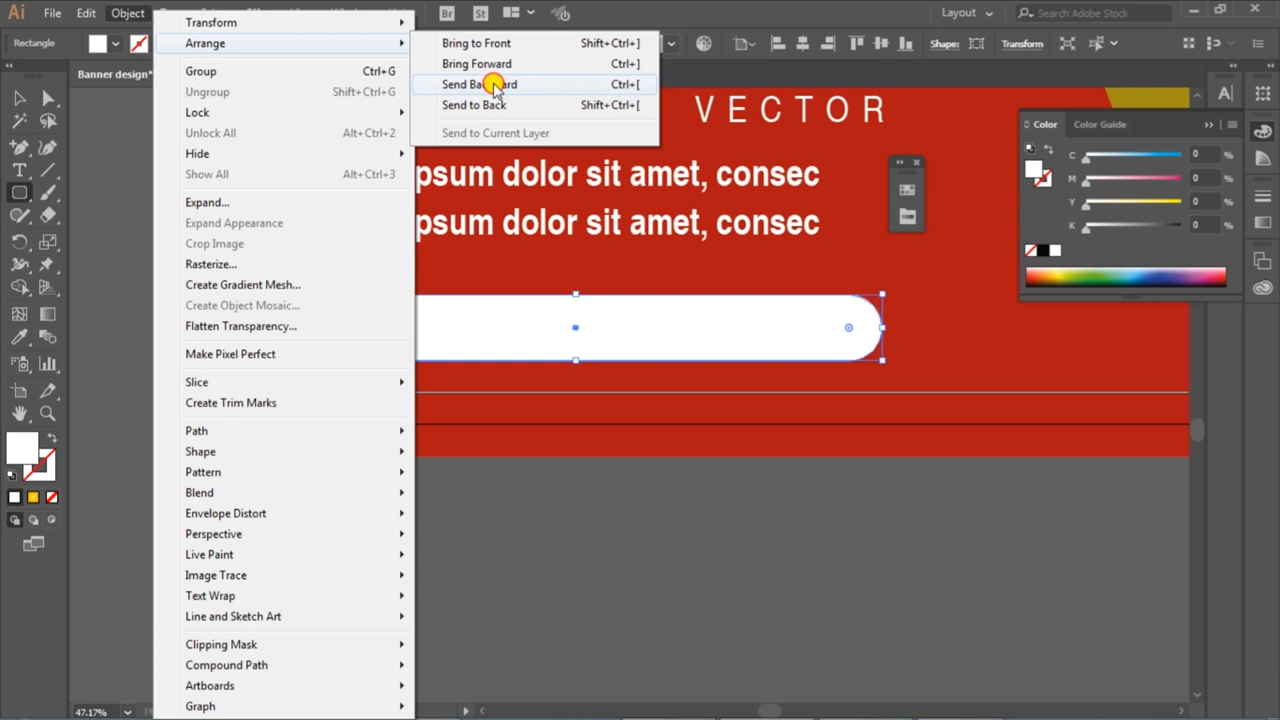 Ai File Edit Object Br St Layout Search Adobe Stock
Rectangle Shape: Transform
Banner design*
Transform
Arrange
Group Ctrl+G
Ungroup Shift+Ctrl+G
Lock
Unlock All Alt+Ctrl+2
Hide
Show All Alt+Ctrl+3
Expand...
Expand Appearance
Crop Image
Rasterize...
Create Gradient Mesh...
Create Object Mosaic...
Flatten Transparency...
Make Pixel Perfect
Slice
Create Trim Marks
Path
Shape
Pattern
Blend
Envelope Distort
Perspective
Live Paint
Image Trace
Text Wrap
Line and Sketch Art
Clipping Mask
Compound Path
Artboards
Graph
Bring to Front Shift+Ctrl+]
Bring Forward Ctrl+]
Send Backward Ctrl+[
Send to Back Shift+Ctrl+[
Send to Current Layer
VECTOR
psum dolor sit amet, consec
psum dolor sit amet, consec
Color Color Guide
C 0 %
M 0 %
Y 0 %
K 0 %
47.17%